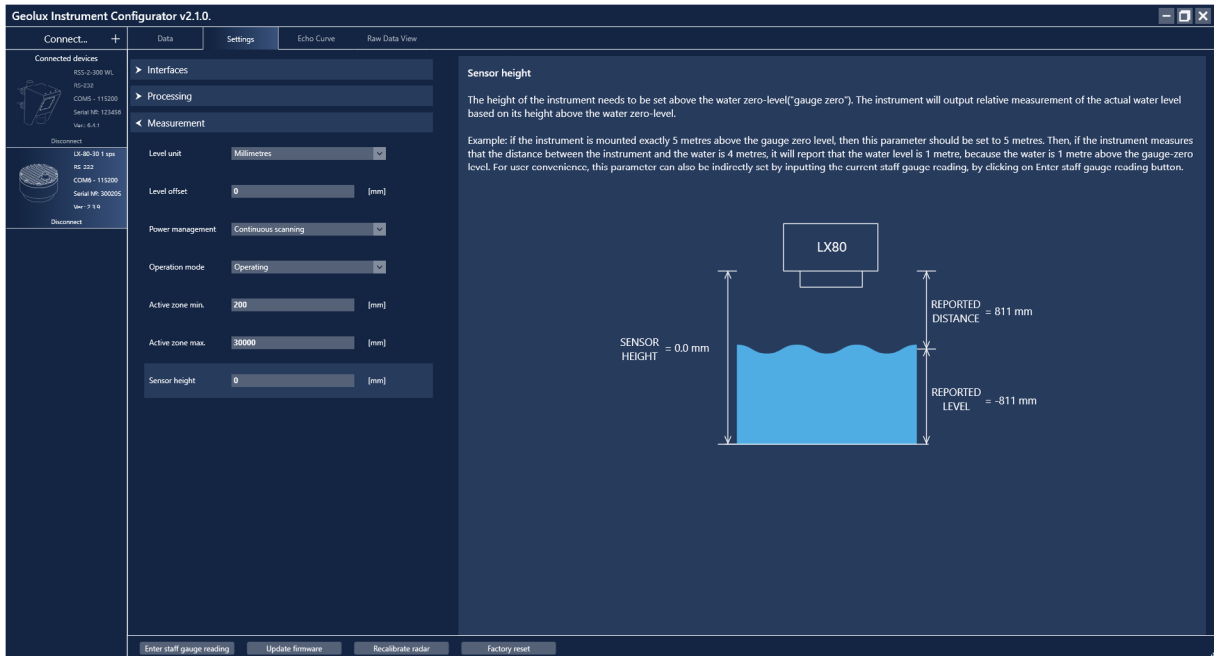 Geolux Instrument Configurator v2.1.0.
Connect... +
Connected devices
RSS-2-300 WL
RS-232
COM5 - 115200
Serial №: 123456
Ver.: 6.4.1
Disconnect
LX-80-30 1 sps
RS-232
COM6 - 115200
Serial №: 300205
Ver.: 2.3.9
Disconnect
Data Settings Echo Curve Raw Data View
Interfaces
Processing
Measurement
Level unit Millimetres
Level offset 0 [mm]
Power management Continuous scanning
Operation mode Operating
Active zone min. 200 [mm]
Active zone max. 30000 [mm]
Sensor height 0 [mm]
Sensor height
The height of the instrument needs to be set above the water zero-level("gauge zero"). The instrument will output relative measurement of the actual water level
based on its height above the water zero-level.
Example: if the instrument is mounted exactly 5 metres above the gauge zero level, then this parameter should be set to 5 metres. Then, if the instrument measures
that the distance between the instrument and the water is 4 metres, it will report that the water level is 1 metre, because the water is 1 metre above the gauge-zero
level. For user convenience, this parameter can also be indirectly set by inputting the current staff gauge reading, by clicking on Enter staff gauge reading button.
LX80
REPORTED
DISTANCE = 811 mm
SENSOR
HEIGHT = 0.0 mm
REPORTED
LEVEL = -811 mm
Enter staff gauge reading Update firmware Recalibrate radar Factory reset